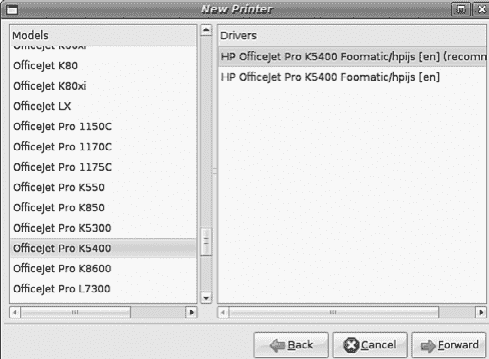 New Printer
Models
OfficeJet K80xi
OfficeJet K80
OfficeJet K80xi
OfficeJet LX
OfficeJet Pro 1150C
OfficeJet Pro 1170C
OfficeJet Pro 1175C
OfficeJet Pro K550
OfficeJet Pro K850
OfficeJet Pro K5300
OfficeJet Pro K5400
OfficeJet Pro K8600
OfficeJet Pro L7300
Drivers
HP OfficeJet Pro K5400 Foomatic/hpijs [en] (recomm
HP OfficeJet Pro K5400 Foomatic/hpijs [en]
Back
Cancel
Forward